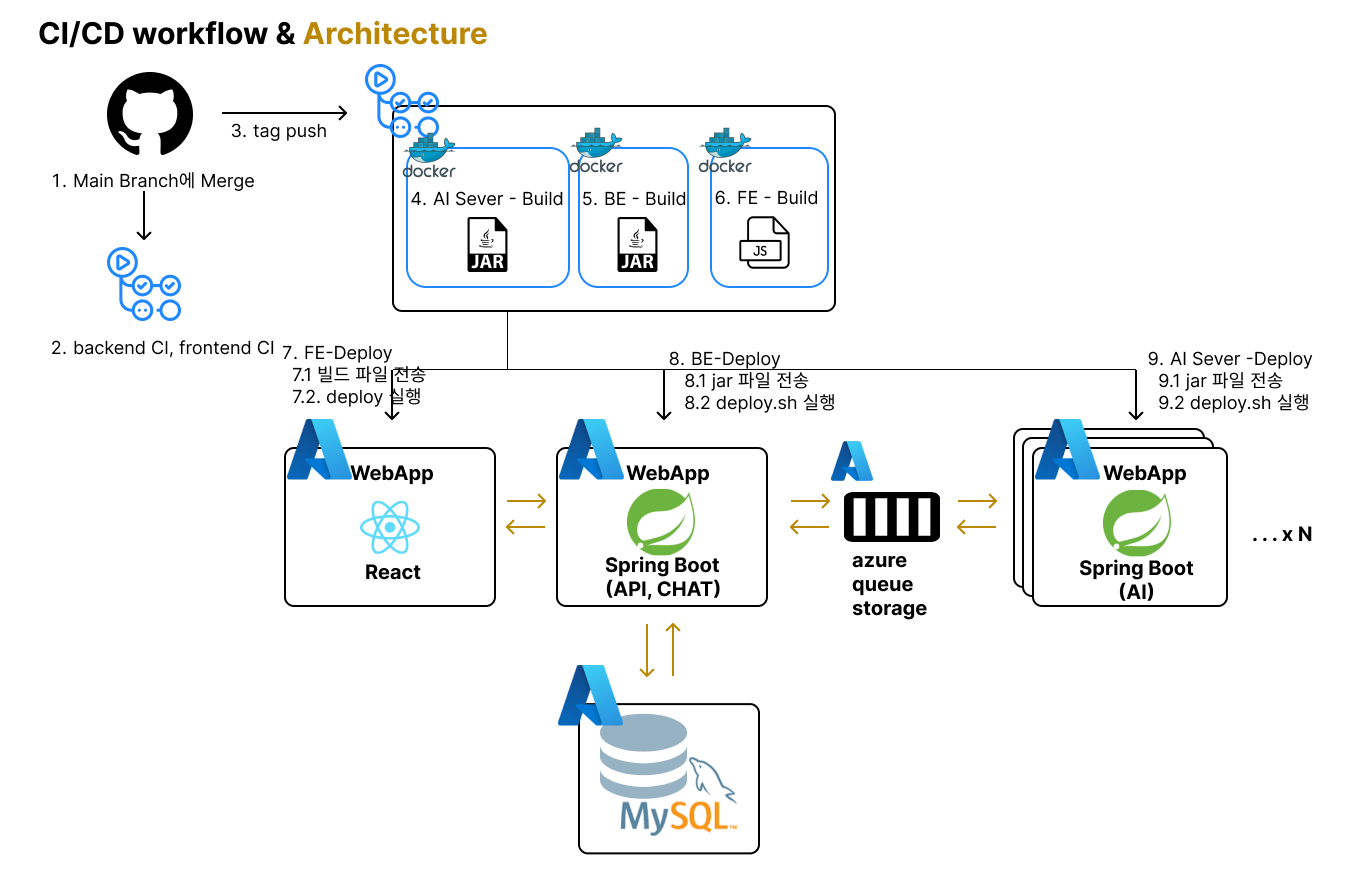 CI/CD workflow & Architecture
3. tag push
1. Main Branch에 Merge
2. backend CI, frontend CI
docker
docker
docker
4. AI Sever - Build
5. BE - Build
6. FE - Build
JAR
JAR
JS
7. FE-Deploy
7.1 빌드 파일 전송
7.2. deploy 실행
8. BE-Deploy
8.1 jar 파일 전송
8.2 deploy.sh 실행
9. AI Sever -Deploy
9.1 jar 파일 전송
9.2 deploy.sh 실행
WebApp
React
WebApp
Spring Boot
(API, CHAT)
azure
queue
storage
WebApp
Spring Boot
(AI)
. . . x N
MySQL™